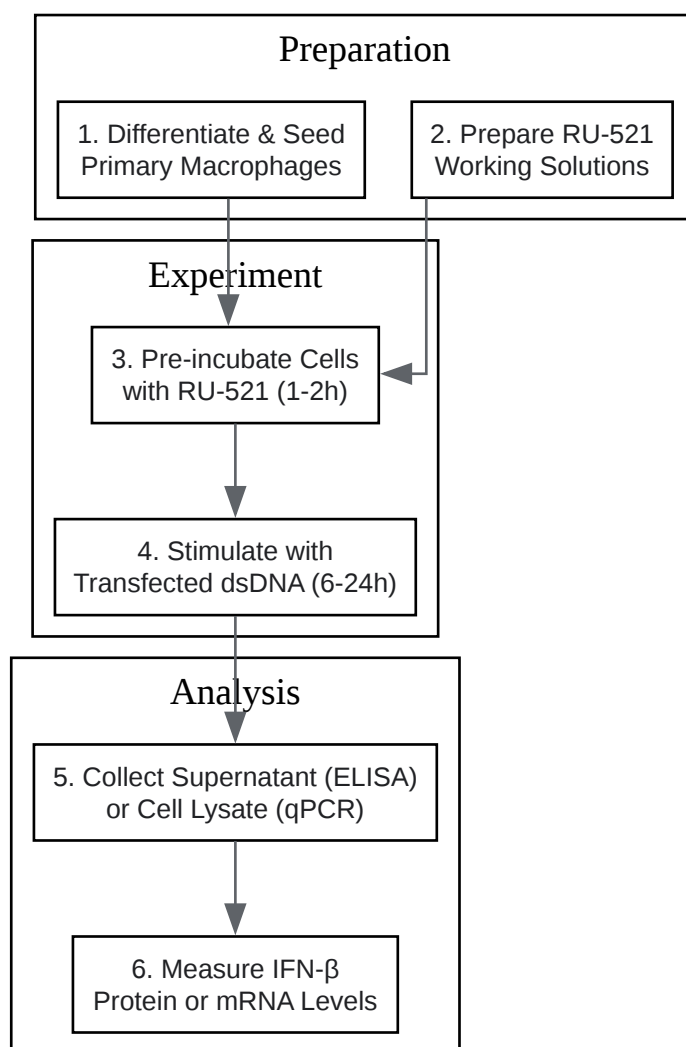 Preparation
1. Differentiate & Seed
Primary Macrophages
2. Prepare RU-521
Working Solutions
Experiment
3. Pre-incubate Cells
with RU-521 (1-2h)
4. Stimulate with
Transfected dsDNA (6-24h)
Analysis
5. Collect Supernatant (ELISA)
or Cell Lysate (qPCR)
6. Measure IFN-β
Protein or mRNA Levels